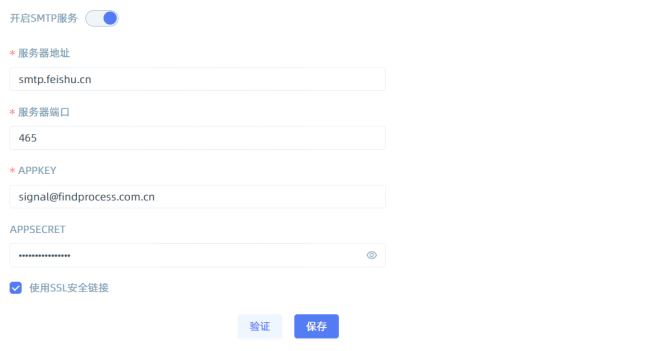 开启SMTP服务
* 服务器地址
smtp.feishu.cn
* 服务器端口
465
* APPKEY
signal@findprocess.com.cn
APPSECRET
••••••••••••••••
使用SSL安全链接
验证 保存